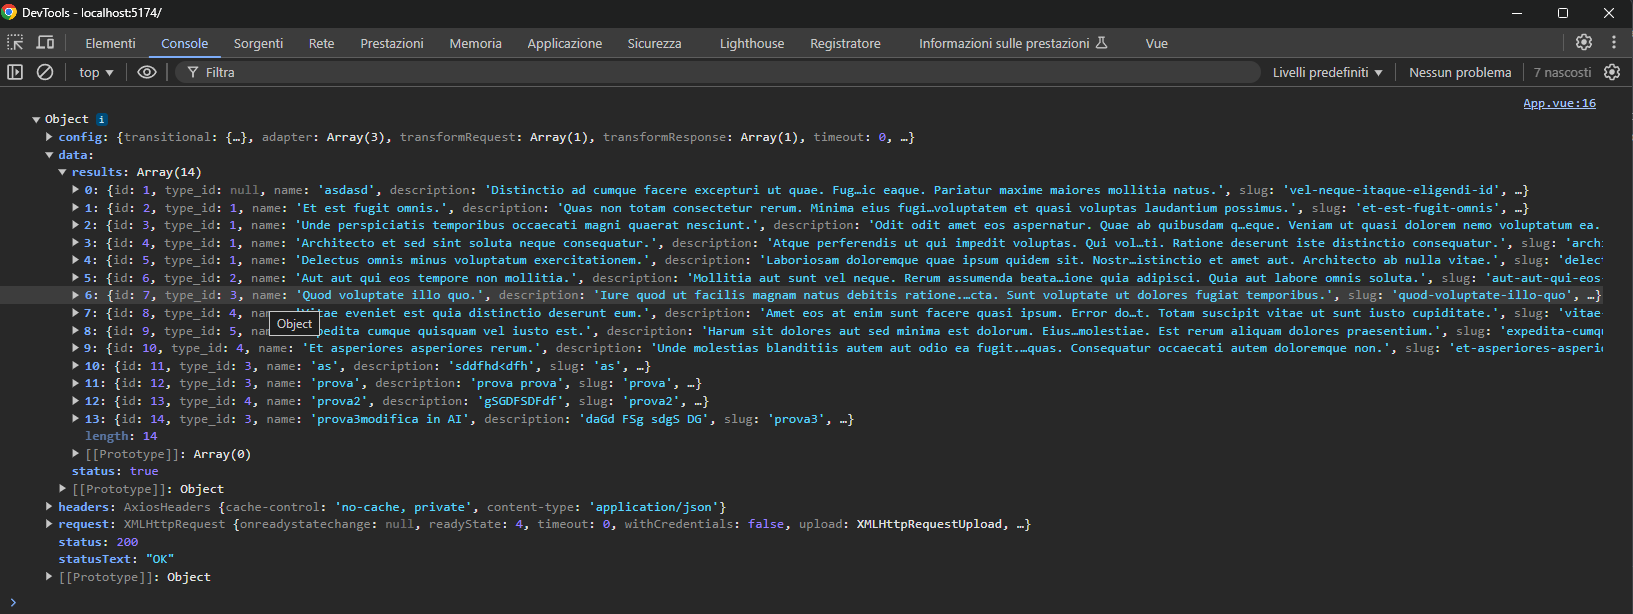 DevTools - localhost:5174/
Elementi Console Sorgenti Rete Prestazioni Memoria Applicazione Sicurezza Lighthouse Registratore Informazioni sulle prestazioni Vue
top Filtra Livelli predefiniti Nessun problema 7 nascosti
App.vue:16
Object i
config: {transitional: {…}, adapter: Array(3), transformRequest: Array(1), transformResponse: Array(1), timeout: 0, …}
data:
results: Array(14)
0: {id: 1, type_id: null, name: 'asdasd', description: 'Distinctio ad cumque facere excepturi ut quae. Fug…ic eaque. Pariatur maxime maiores mollitia natus.', slug: 'vel-neque-itaque-eligendi-id', …}
1: {id: 2, type_id: 1, name: 'Et est fugit omnis.', description: 'Quas non totam consectetur rerum. Minima eius fugi…voluptatem et quasi voluptas laudantium possimus.', slug: 'et-est-fugit-omnis', …}
2: {id: 3, type_id: 1, name: 'Unde perspiciatis temporibus occaecati magni quaerat nesciunt.', description: 'Odit odit amet eos aspernatur. Quae ab quibusdam q…eque. Veniam ut quasi dolorem nemo voluptatum ea.
3: {id: 4, type_id: 1, name: 'Architecto et sed sint soluta neque consequatur.', description: 'Atque perferendis ut qui impedit voluptas. Qui vol…ti. Ratione deserunt iste distinctio consequatur.', slug: 'archi
4: {id: 5, type_id: 1, name: 'Delectus omnis minus voluptatum exercitationem.', description: 'Laboriosam doloremque quae ipsum quidem sit. Nostr…istinctio et amet aut. Architecto ab nulla vitae.', slug: 'delect
5: {id: 6, type_id: 2, name: 'Aut aut qui eos tempore non mollitia.', description: 'Mollitia aut sunt vel neque. Rerum assumenda beata…ione quia adipisci. Quia aut labore omnis soluta.', slug: 'aut-aut-qui-eos-
6: {id: 7, type_id: 3, name: 'Quod voluptate illo quo.', description: 'Iure quod ut facilis magnam natus debitis ratione.…cta. Sunt voluptate ut dolores fugiat temporibus.', slug: 'quod-voluptate-illo-quo', …}
7: {id: 8, type_id: 4, name: 'Vitae eveniet est quia distinctio deserunt eum.', description: 'Amet eos at enim sunt facere quasi ipsum. Error do…t. Totam suscipit vitae ut sunt iusto cupiditate.', slug: 'vitae-
Object
8: {id: 9, type_id: 5, name: 'Expedita cumque quisquam vel iusto est.', description: 'Harum sit dolores aut sed minima est dolorum. Eius…molestiae. Est rerum aliquam dolores praesentium.', slug: 'expedita-cumqu
9: {id: 10, type_id: 4, name: 'Et asperiores asperiores rerum.', description: 'Unde molestias blanditiis autem aut odio ea fugit.…quas. Consequatur occaecati autem doloremque non.', slug: 'et-asperiores-asperio
10: {id: 11, type_id: 3, name: 'as', description: 'sddfhd<dfh', slug: 'as', …}
11: {id: 12, type_id: 3, name: 'prova', description: 'prova prova', slug: 'prova', …}
12: {id: 13, type_id: 4, name: 'prova2', description: 'gSGDFSDFdf', slug: 'prova2', …}
13: {id: 14, type_id: 3, name: 'prova3modifica in AI', description: 'daGd FSg sdgS DG', slug: 'prova3', …}
length: 14
[[Prototype]]: Array(0)
status: true
[[Prototype]]: Object
headers: AxiosHeaders {cache-control: 'no-cache, private', content-type: 'application/json'}
request: XMLHttpRequest {onreadystatechange: null, readyState: 4, timeout: 0, withCredentials: false, upload: XMLHttpRequestUpload, …}
status: 200
statusText: "OK"
[[Prototype]]: Object